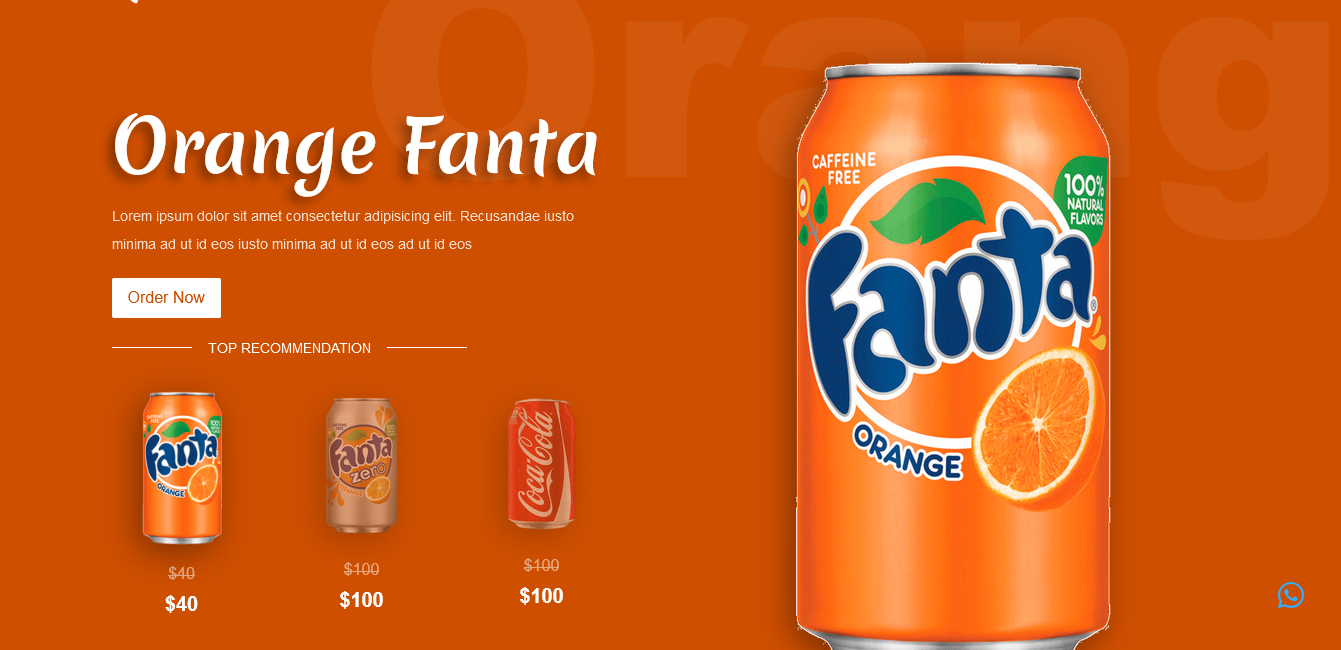 Orang
Orange Fanta
Lorem ipsum dolor sit amet consectetur adipisicing elit. Recusandae iusto
minima ad ut id eos iusto minima ad ut id eos ad ut id eos
Order Now
TOP RECOMMENDATION
CAFFEINE
FREE
100%
NATURAL
FLAVORS
Fanta®
ORANGE
Fanta
ORANGE
Fanta
zero
ORANGE
Coca-Cola
$40
$40
$100
$100
$100
$100